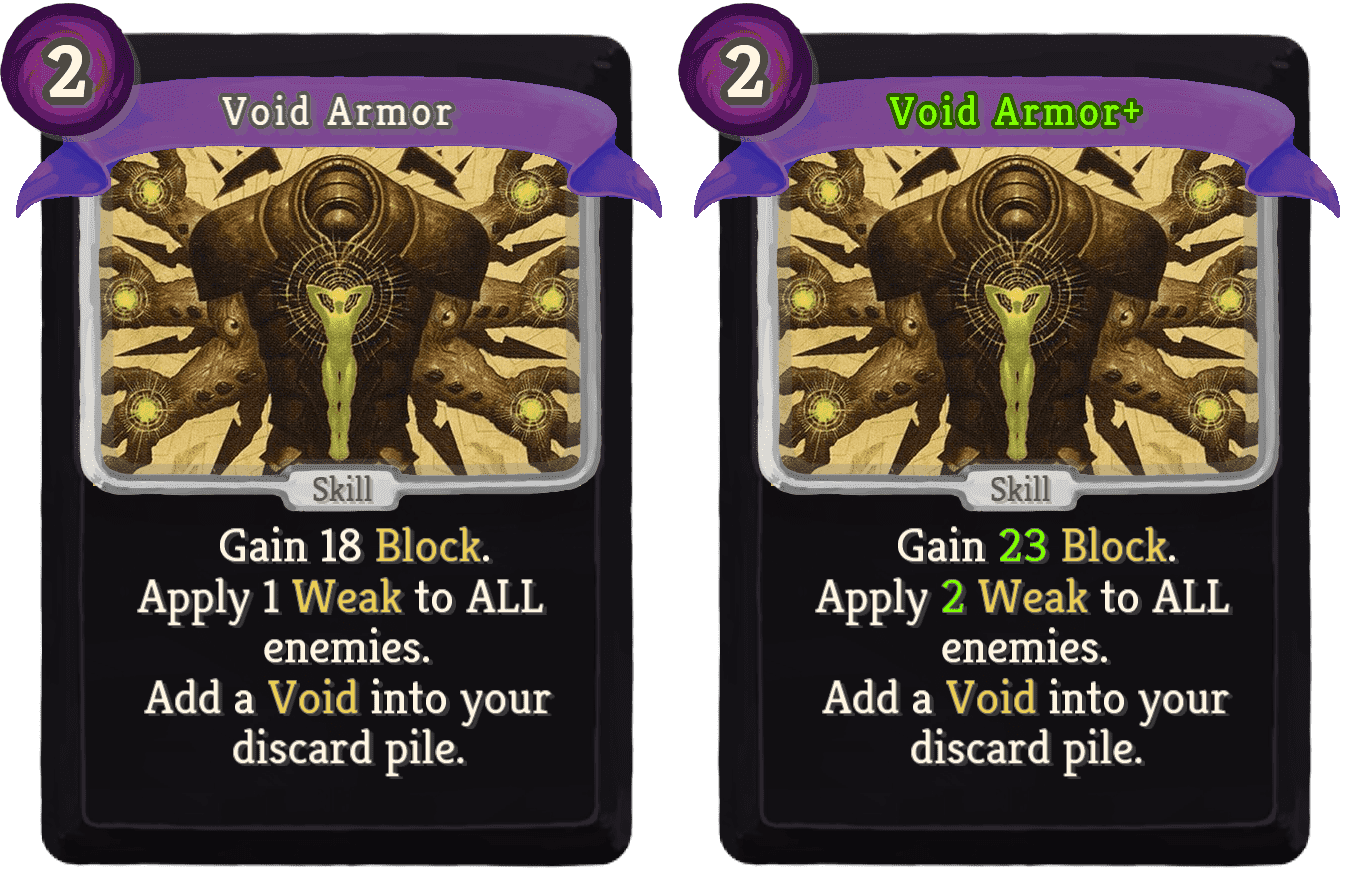 2
Void Armor
Skill
Gain 18 Block.
Apply 1 Weak to ALL
enemies.
Add a Void into your
discard pile.
2
Void Armor+
Skill
Gain 23 Block.
Apply 2 Weak to ALL
enemies.
Add a Void into your
discard pile.